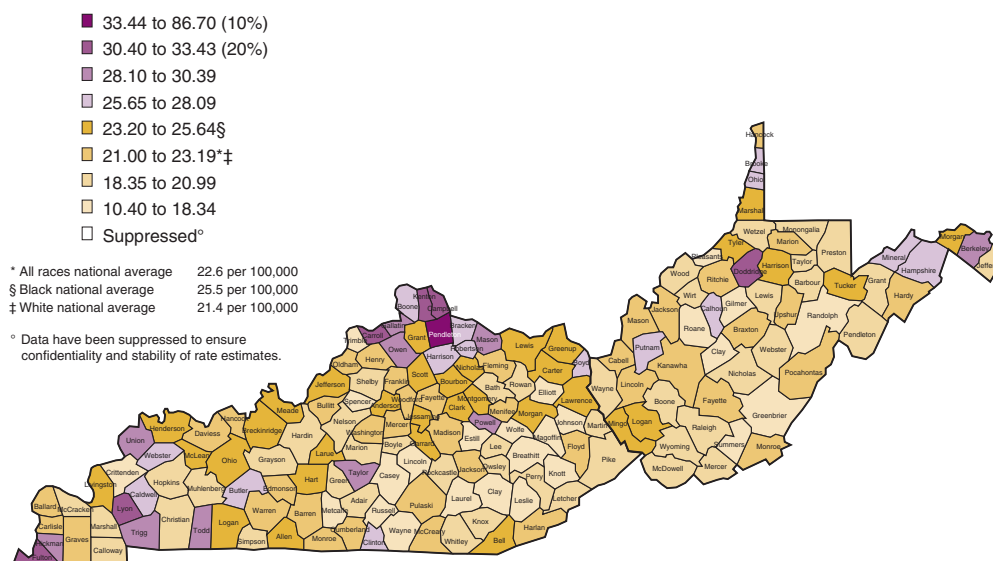 33.44 to 86.70 (10%)
30.40 to 33.43 (20%)
28.10 to 30.39
25.65 to 28.09
23.20 to 25.64§
21.00 to 23.19*‡
18.35 to 20.99
10.40 to 18.34
Suppressed°
* All races national average 22.6 per 100,000
§ Black national average 25.5 per 100,000
‡ White national average 21.4 per 100,000
° Data have been suppressed to ensure
confidentiality and stability of rate estimates.
Hancock
Brooke
Ohio
Marshall
Wetzel
Monongalia
Marion
Preston
Tyler
Pleasants
Doddridge
Harrison
Taylor
Barbour
Tucker
Grant
Mineral
Hampshire
Morgan
Berkeley
Jeffe
Hardy
Wood
Ritchie
Wirt
Calhoun
Gilmer
Lewis
Upshur
Randolph
Pendleton
Mason
Jackson
Roane
Braxton
Webster
Putnam
Clay
Nicholas
Pocahontas
Cabell
Kanawha
Wayne
Lincoln
Boone
Fayette
Greenbrier
Mingo
Logan
Raleigh
Summers
Monroe
Wyoming
McDowell
Mercer
Kenton
Boone
Campbell
Gallatin
Carroll
Trimble
Owen
Grant
Pendleton
Bracken
Robertson
Mason
Lewis
Greenup
Boyd
Carter
Henry
Oldham
Harrison
Nicholas
Fleming
Rowan
Elliott
Lawrence
Jefferson
Shelby
Franklin
Scott
Bourbon
Bath
Bullitt
Spencer
Anderson
Woodford
Fayette
Montgomery
Clark
Menifee
Morgan
Johnson
Martin
Meade
Hancock
Breckinridge
Hardin
Nelson
Washington
Mercer
Jessamine
Madison
Powell
Wolfe
Magoffin
Floyd
Pike
Henderson
Daviess
Union
Webster
McLean
Ohio
Grayson
Larue
Marion
Boyle
Garrard
Estill
Lee
Breathitt
Knott
Crittenden
Hopkins
Muhlenberg
Butler
Edmonson
Hart
Green
Taylor
Casey
Lincoln
Rockcastle
Jackson
Owsley
Perry
Letcher
Livingston
Caldwell
Lyon
Christian
Warren
Barren
Metcalfe
Adair
Russell
Pulaski
Laurel
Clay
Leslie
Harlan
Ballard
McCracken
Carlisle
Graves
Marshall
Calloway
Trigg
Todd
Logan
Simpson
Allen
Monroe
Cumberland
Clinton
Wayne
McCreary
Whitley
Knox
Bell
Hickman
Fulton